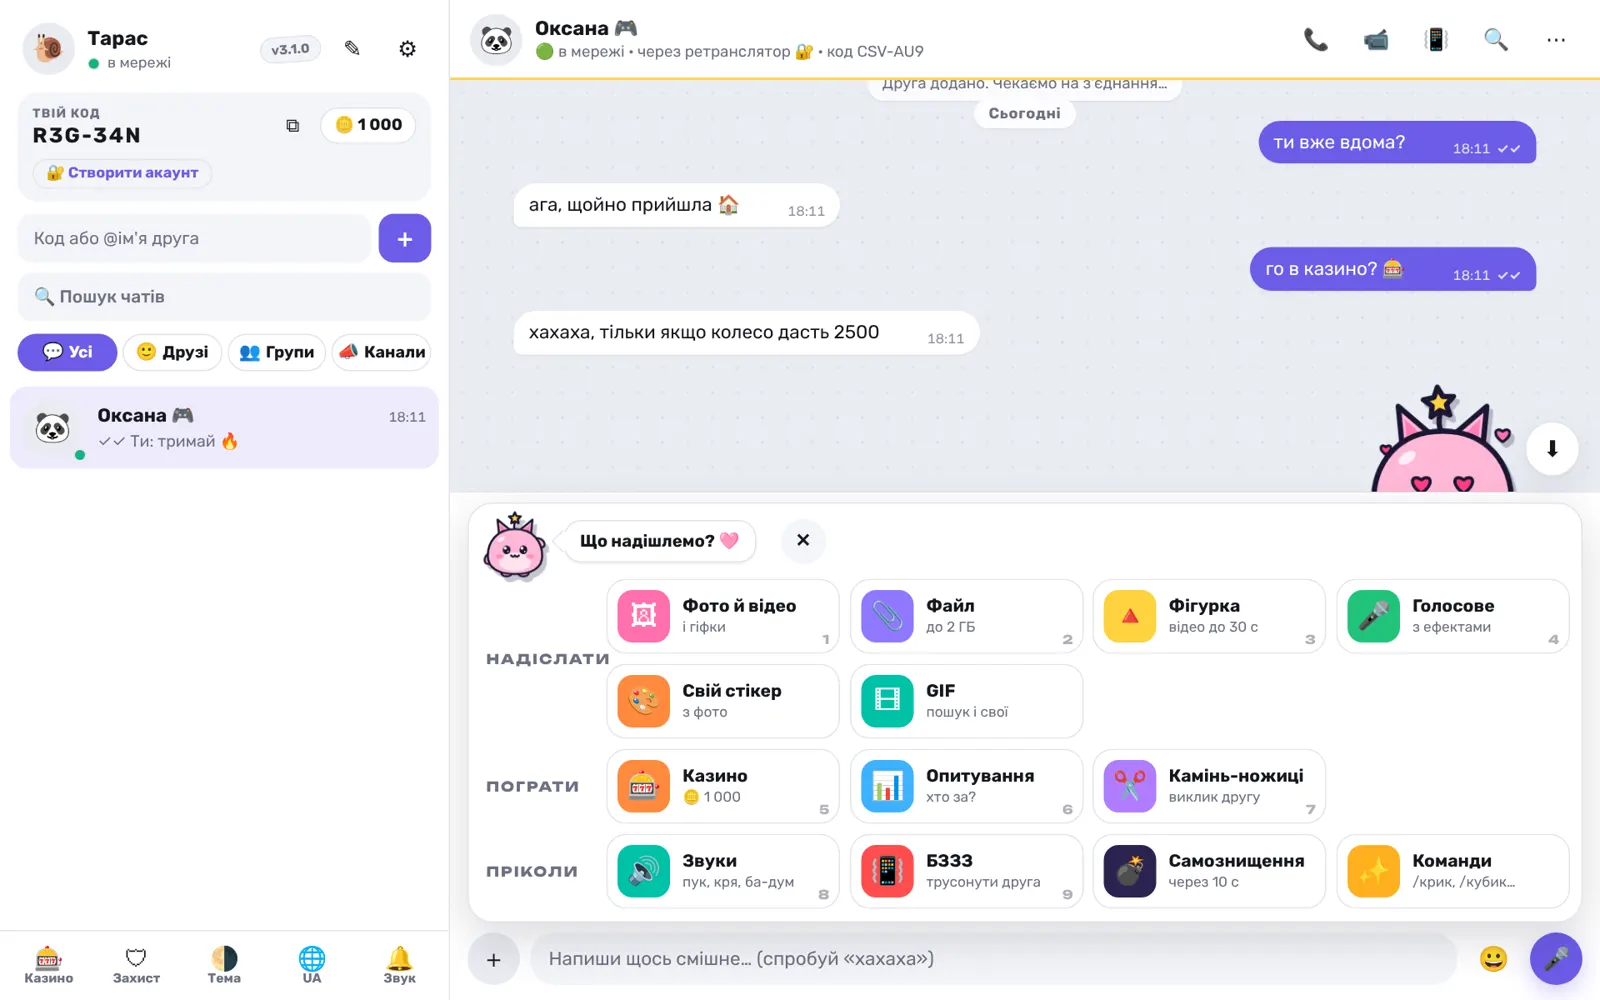 Тарас
в мережі
v3.1.0
ТВІЙ КОД
R3G-34N
1 000
Створити акаунт
Код або @ім'я друга
+
Пошук чатів
Усі
Друзі
Групи
Канали
Оксана
18:11
Ти: тримай
Казино
Захист
Тема
UA
Звук
Оксана
в мережі • через ретранслятор • код CSV-AU9
Друга додано. Чекаємо на з єднання…
Сьогодні
ти вже вдома?
18:11
ага, щойно прийшла
18:11
го в казино?
18:11
хахаха, тільки якщо колесо дасть 2500
18:11
Що надішлемо?
НАДІСЛАТИ
Фото й відео
і гіфки
1
Файл
до 2 ГБ
2
Фігурка
відео до 30 с
3
Голосове
з ефектами
4
Свій стікер
з фото
GIF
пошук і свої
ПОГРАТИ
Казино
1 000
5
Опитування
хто за?
6
Камінь-ножиці
виклик другу
7
ПРІКОЛИ
Звуки
пук, кря, ба-дум
8
БЗЗЗ
трусонути друга
9
Самознищення
через 10 с
Команди
/крик, /кубик…
+
Напиши щось смішне… (спробуй «хахаха»)